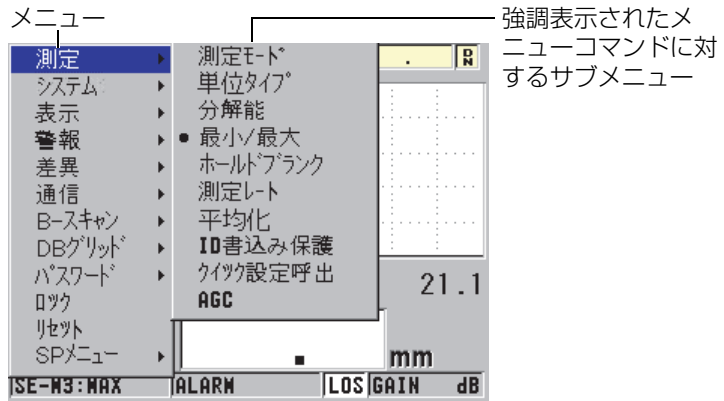 メニュー
強調表示されたメ
ニューコマンドに対
するサブメニュー
測定
システム
表示
警報
差異
通信
B-スキャン
DBグリッド
パスワード
ロック
リセット
SPメニュー
測定モード
単位タイプ
分解能
最小/最大
ホールドブランク
測定レート
平均化
ID書込み保護
クイック設定呼出
AGC
21.1
mm
SE-M3:MAX ALARM LOS GAIN dB